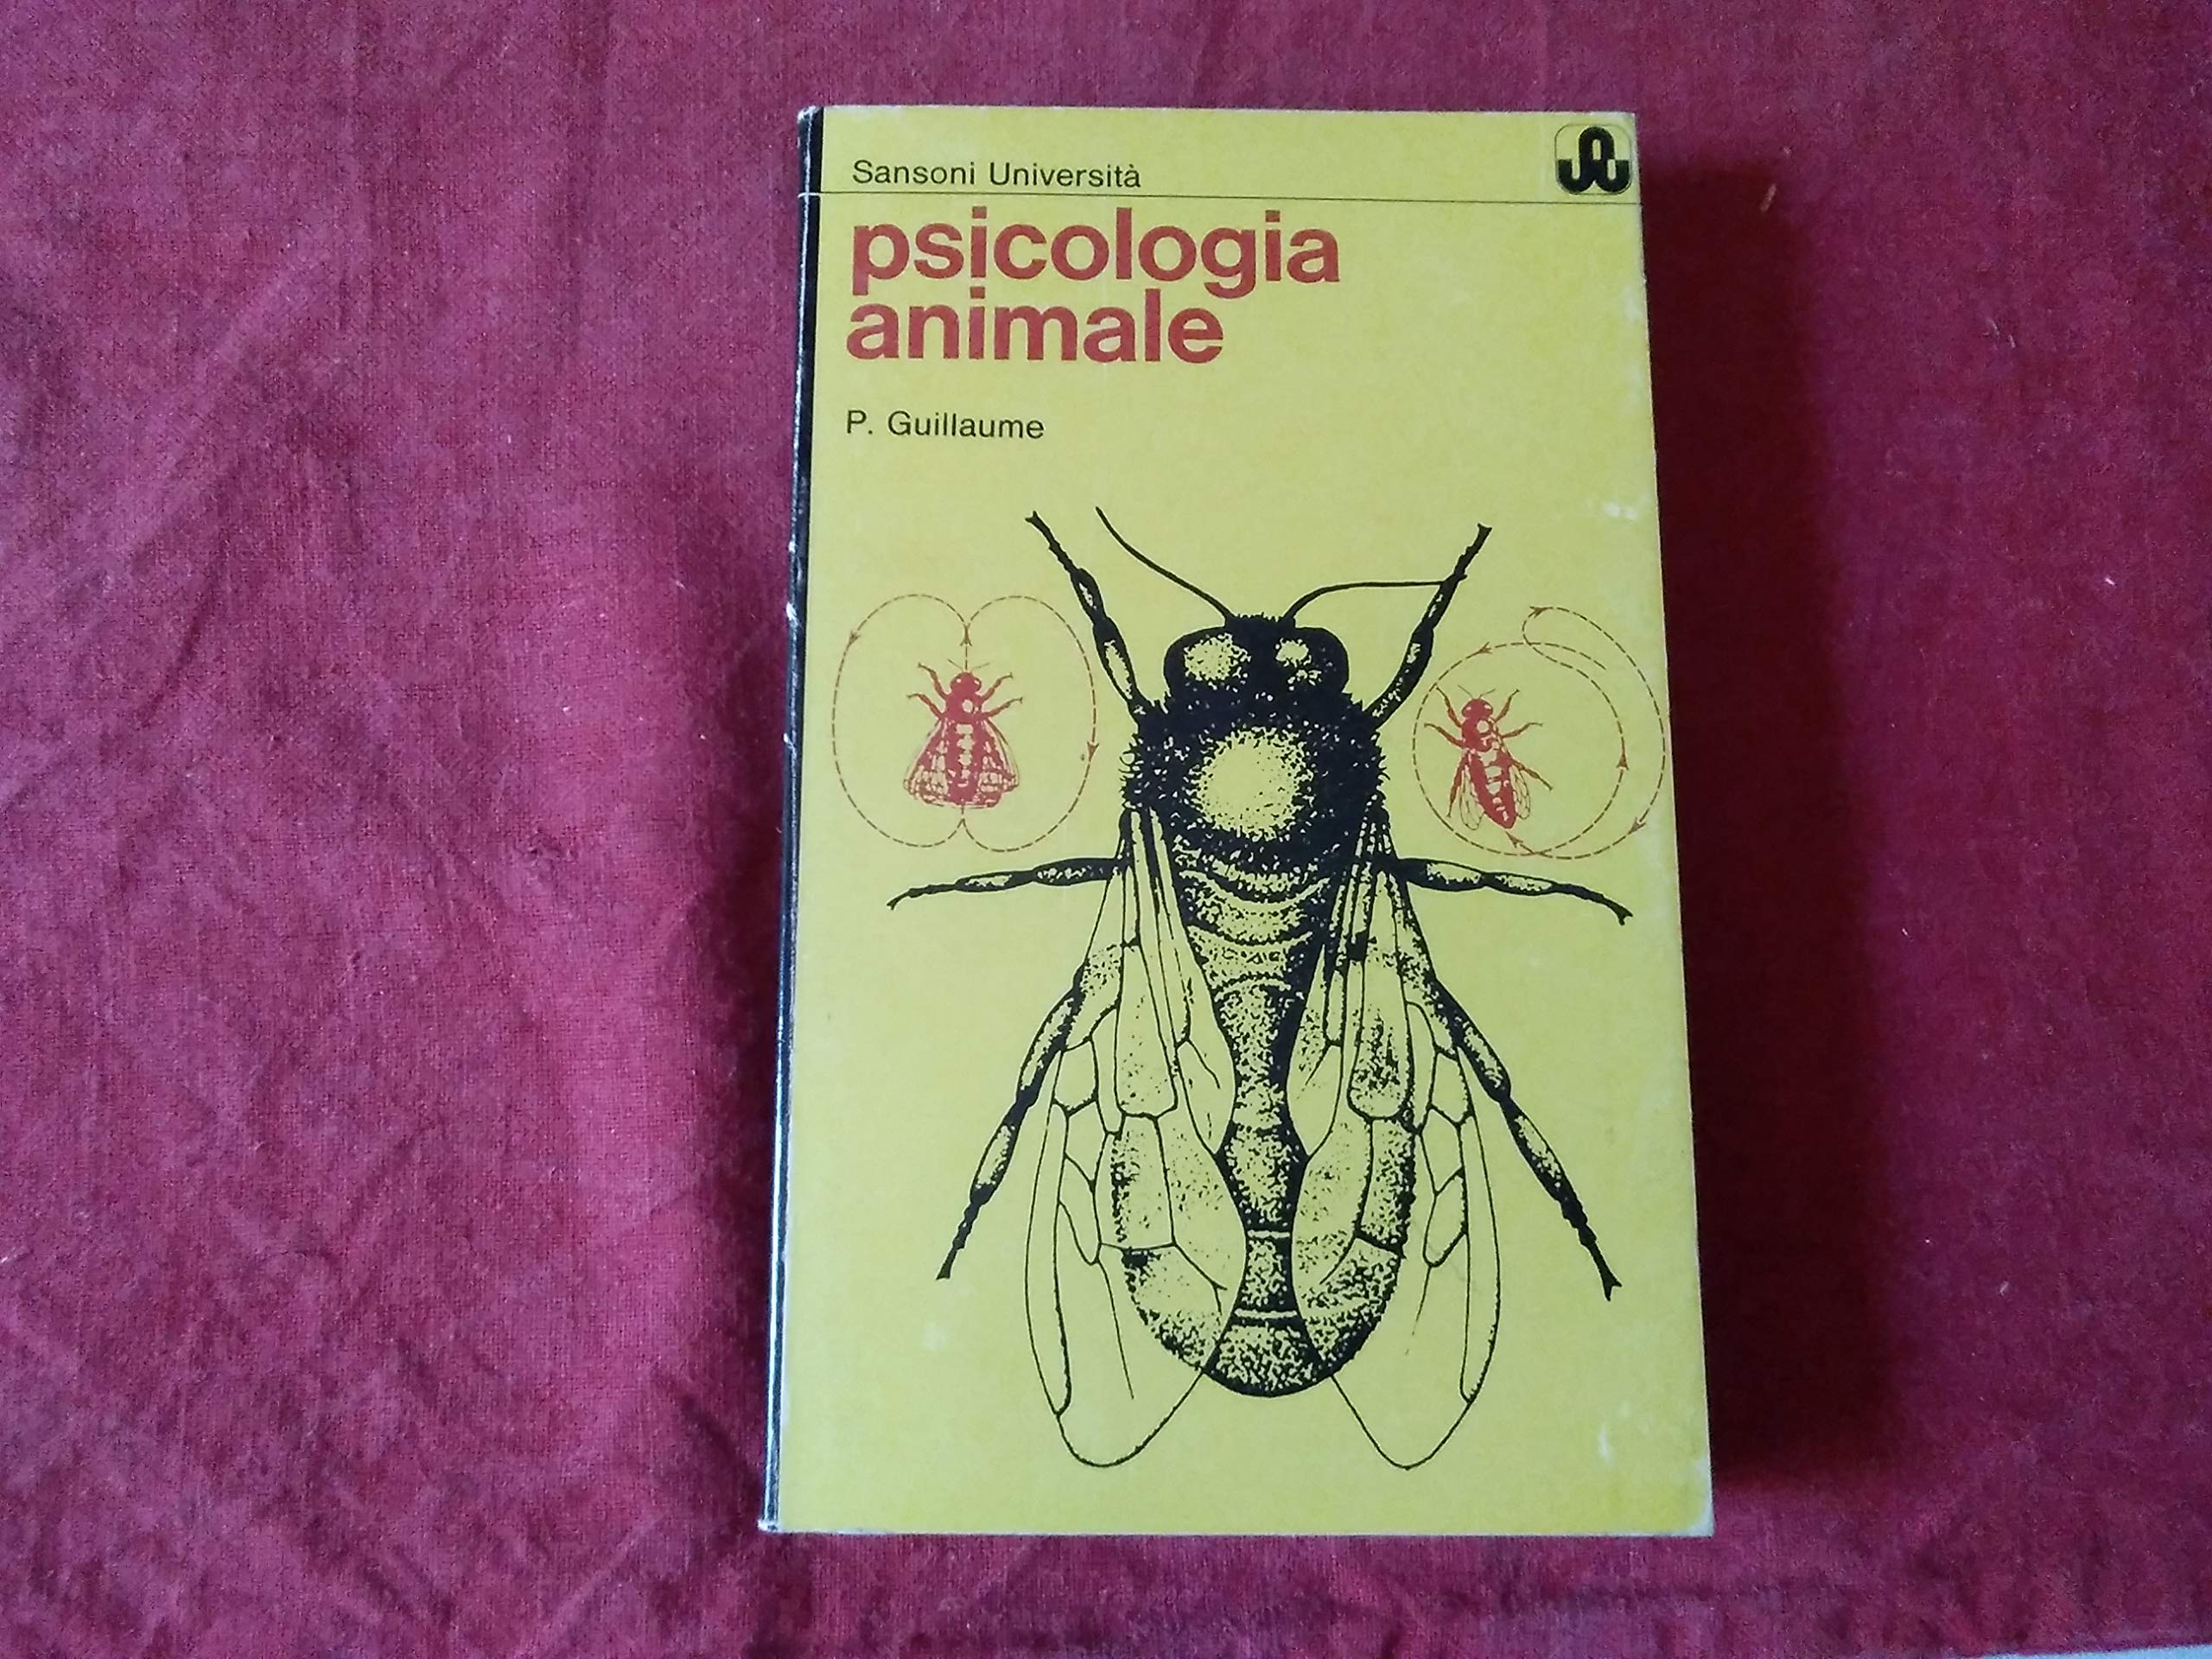 Sansoni Università
psicologia
animale
P. Guillaume